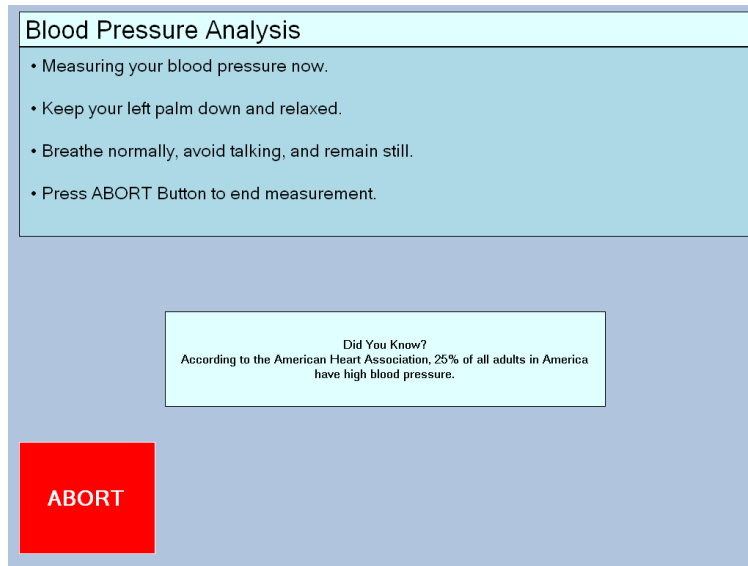 Blood Pressure Analysis
• Measuring your blood pressure now.
• Keep your left palm down and relaxed.
• Breathe normally, avoid talking, and remain still.
• Press ABORT Button to end measurement.
Did You Know?
According to the American Heart Association, 25% of all adults in America
have high blood pressure.
ABORT